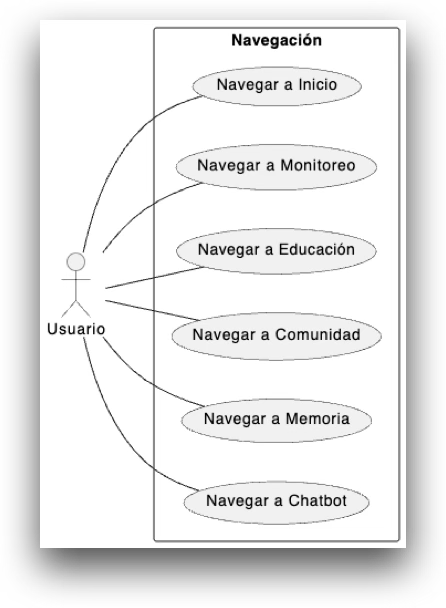 Navegación
Navegar a Inicio
Navegar a Monitoreo
Navegar a Educación
Usuario
Navegar a Comunidad
Navegar a Memoria
Navegar a Chatbot